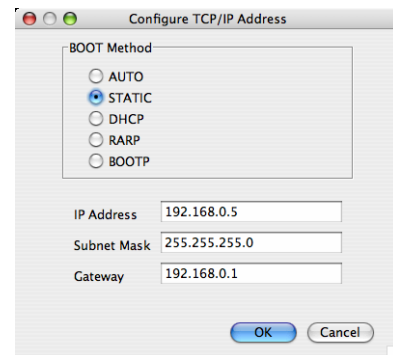 Configure TCP/IP Address
BOOT Method
AUTO
STATIC
DHCP
RARP
BOOTP
IP Address 192.168.0.5
Subnet Mask 255.255.255.0
Gateway 192.168.0.1
OK Cancel